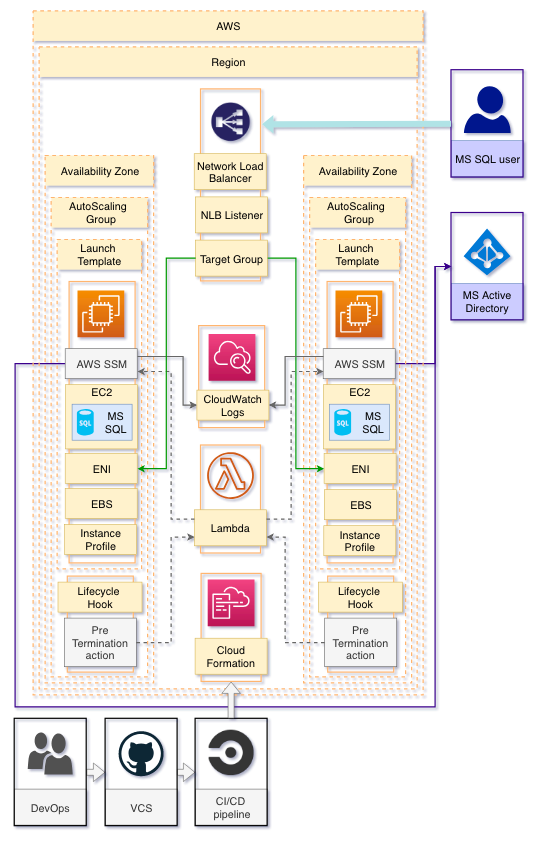 AWS
Region
Network Load
Balancer
NLB Listener
Target Group
Availability Zone
AutoScaling
Group
Launch
Template
AWS SSM
EC2
SQL
MS
SQL
ENI
EBS
Instance
Profile
Lifecycle
Hook
Pre
Termination
action
CloudWatch
Logs
Lambda
Cloud
Formation
Availability Zone
AutoScaling
Group
Launch
Template
AWS SSM
EC2
SQL
MS
SQL
ENI
EBS
Instance
Profile
Lifecycle
Hook
Pre
Termination
action
MS SQL user
MS Active
Directory
DevOps
VCS
CI/CD
pipeline